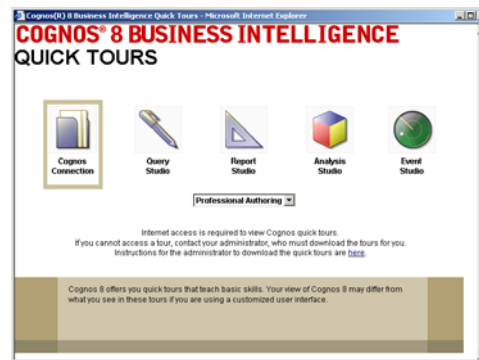 Cognos(R) 8 Business Intelligence Quick Tours - Microsoft Internet Explorer
COGNOS® 8 BUSINESS INTELLIGENCE
QUICK TOURS
Cognos Connection
Query Studio
Report Studio
Analysis Studio
Event Studio
Professional Authoring
Internet access is required to view Cognos quick tours.
If you cannot access a tour, contact your administrator, who must download the tours for you.
Instructions for the administrator to download the quick tours are here.
Cognos 8 offers you quick tours that teach basic skills. Your view of Cognos 8 may differ from
what you see in these tours if you are using a customized user interface.